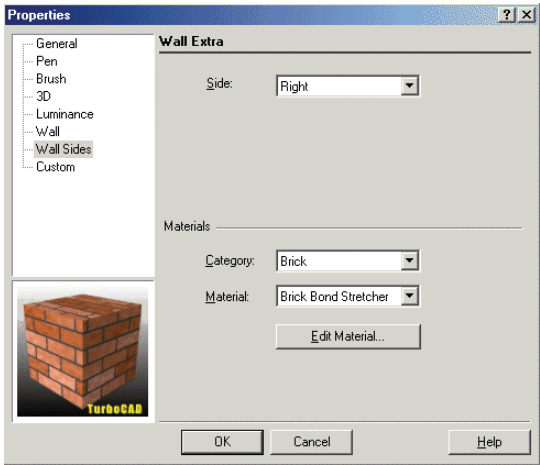 Properties
General
Pen
Brush
3D
Luminance
Wall
Wall Sides
Custom
TurboCAD
Wall Extra
Side: Right
Materials
Category: Brick
Material: Brick Bond Stretcher
Edit Material...
OK Cancel Help